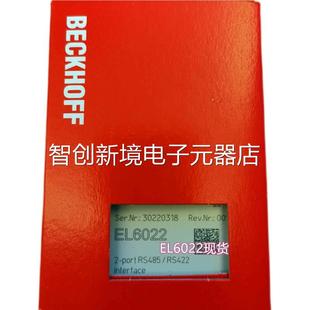 BECKHOFF
智创新境电子元器店
Ser.Nr.: 30220318 Rev.Nr.: 00
EL6022
EL6022现货
2-port RS485 / RS422
interface